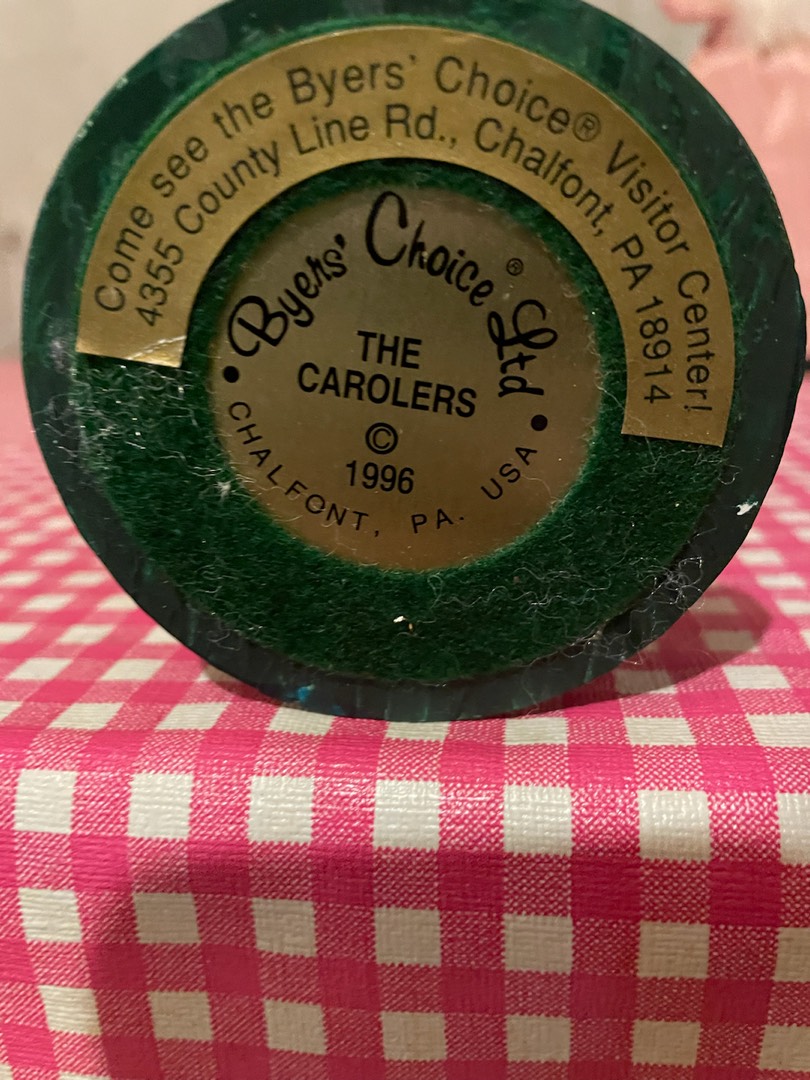 Come see the Byers' Choice® Visitor Center!
4355 County Line Rd., Chalfont, PA 18914
Byers' Choice® Ltd
THE
CAROLERS
©
1996
• CHALFONT, PA. USA •